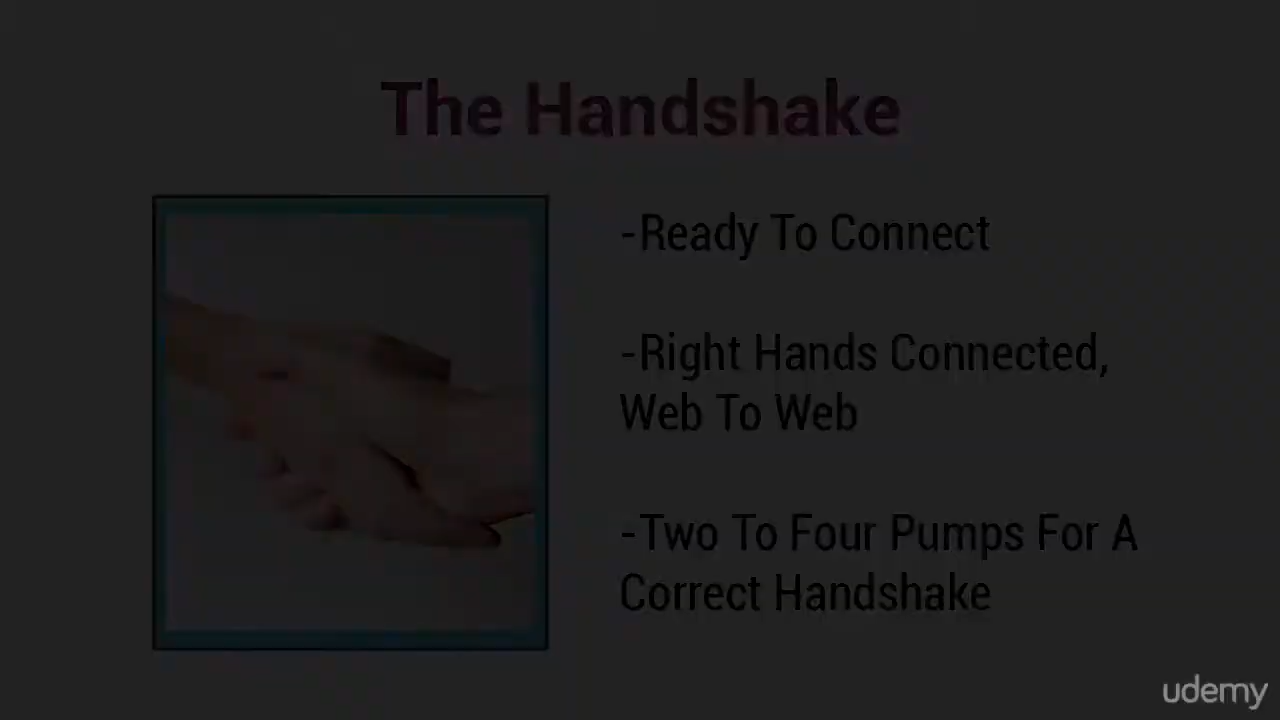 The Handshake
-Ready To Connect
-Right Hands Connected,
Web To Web
-Two To Four Pumps For A
Correct Handshake
udemy